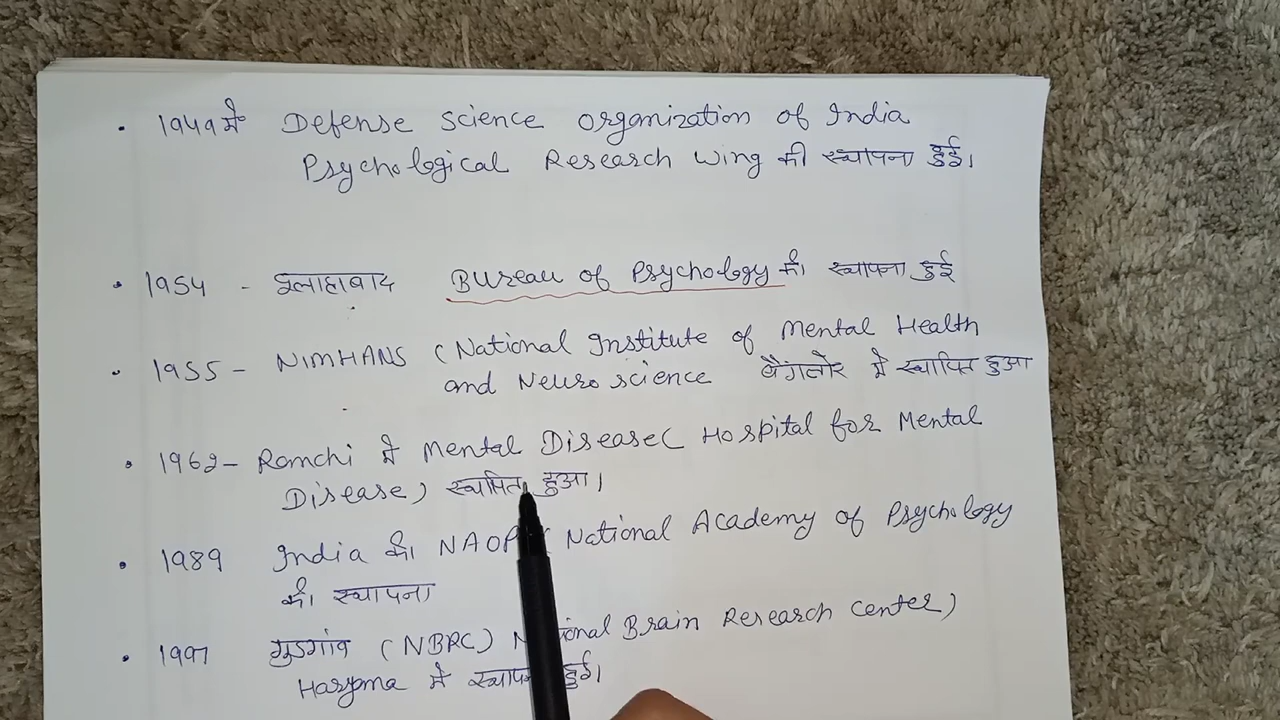 • 1949 में Defense Science Organization of India
Psychological Research Wing की स्थापना हुई।
• 1954 - इलाहाबाद Bureau of Psychology की स्थापना हुई
• 1955 - NIMHANS (National Institute of Mental Health
and Neuro science बैंगलोर में स्थापित हुआ
• 1962 - Ranchi में Mental Disease ( Hospital for Mental
Disease) स्थापित हुआ।
• 1989 India की NAOP National Academy of Psychology
की स्थापना
• 1997 गुड़गांव (NBRC) Brain Research Center)
Haryana में हुई।